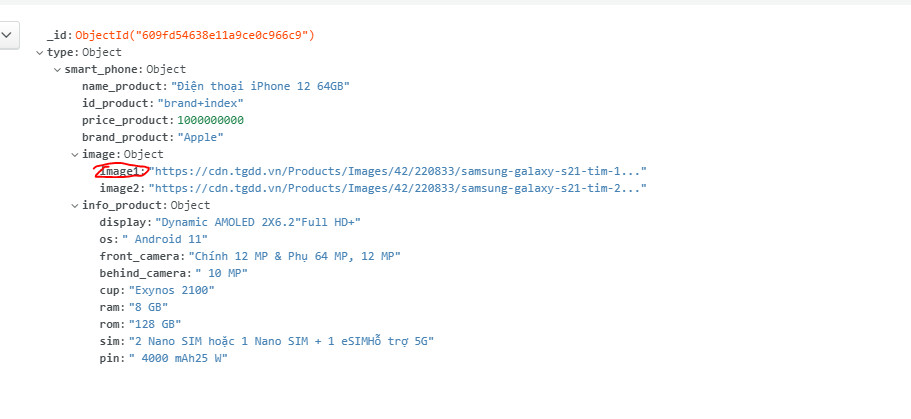 _id: ObjectId("609fd54638e11a9ce0c966c9")
type: Object
smart_phone: Object
name_product: "Điện thoại iPhone 12 64GB"
id_product: "brand+index"
price_product: 1000000000
brand_product: "Apple"
image: Object
image1: "https://cdn.tgdd.vn/Products/Images/42/220833/samsung-galaxy-s21-tim-1..."
image2: "https://cdn.tgdd.vn/Products/Images/42/220833/samsung-galaxy-s21-tim-2..."
info_product: Object
display: "Dynamic AMOLED 2X6.2"Full HD+"
os: " Android 11"
front_camera: "Chính 12 MP & Phụ 64 MP, 12 MP"
behind_camera: " 10 MP"
cup: "Exynos 2100"
ram: "8 GB"
rom: "128 GB"
sim: "2 Nano SIM hoặc 1 Nano SIM + 1 eSIMHỗ trợ 5G"
pin: " 4000 mAh25 W"